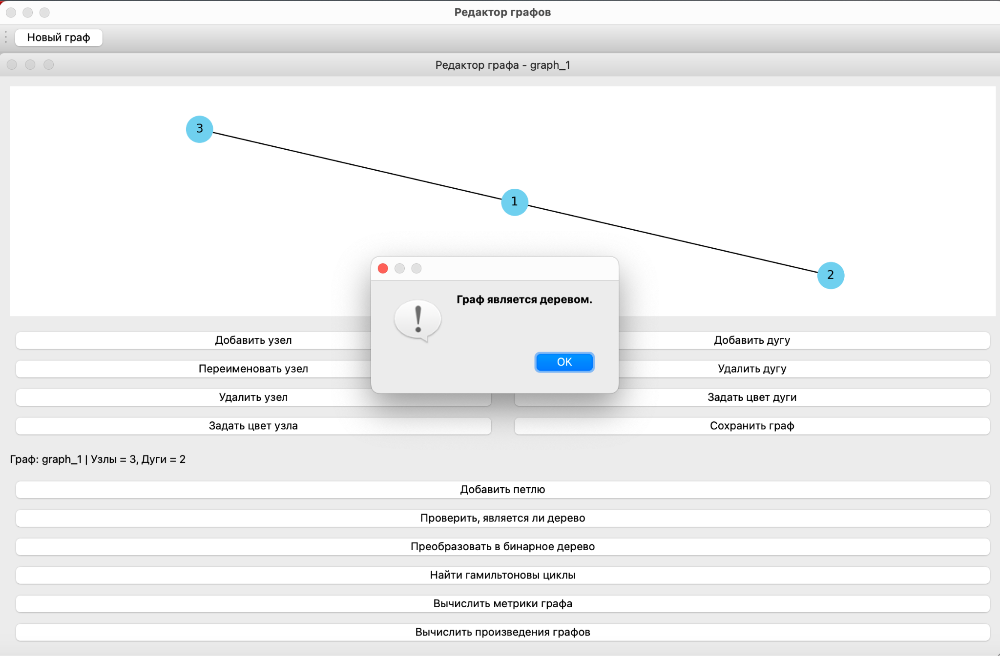 Редактор графов
Новый граф
Редактор графа - graph_1
3
1
2
Граф является деревом.
OK
Добавить узел
Добавить дугу
Переименовать узел
Удалить дугу
Удалить узел
Задать цвет дуги
Задать цвет узла
Сохранить граф
Граф: graph_1 | Узлы = 3, Дуги = 2
Добавить петлю
Проверить, является ли дерево
Преобразовать в бинарное дерево
Найти гамильтоновы циклы
Вычислить метрики графа
Вычислить произведения графов